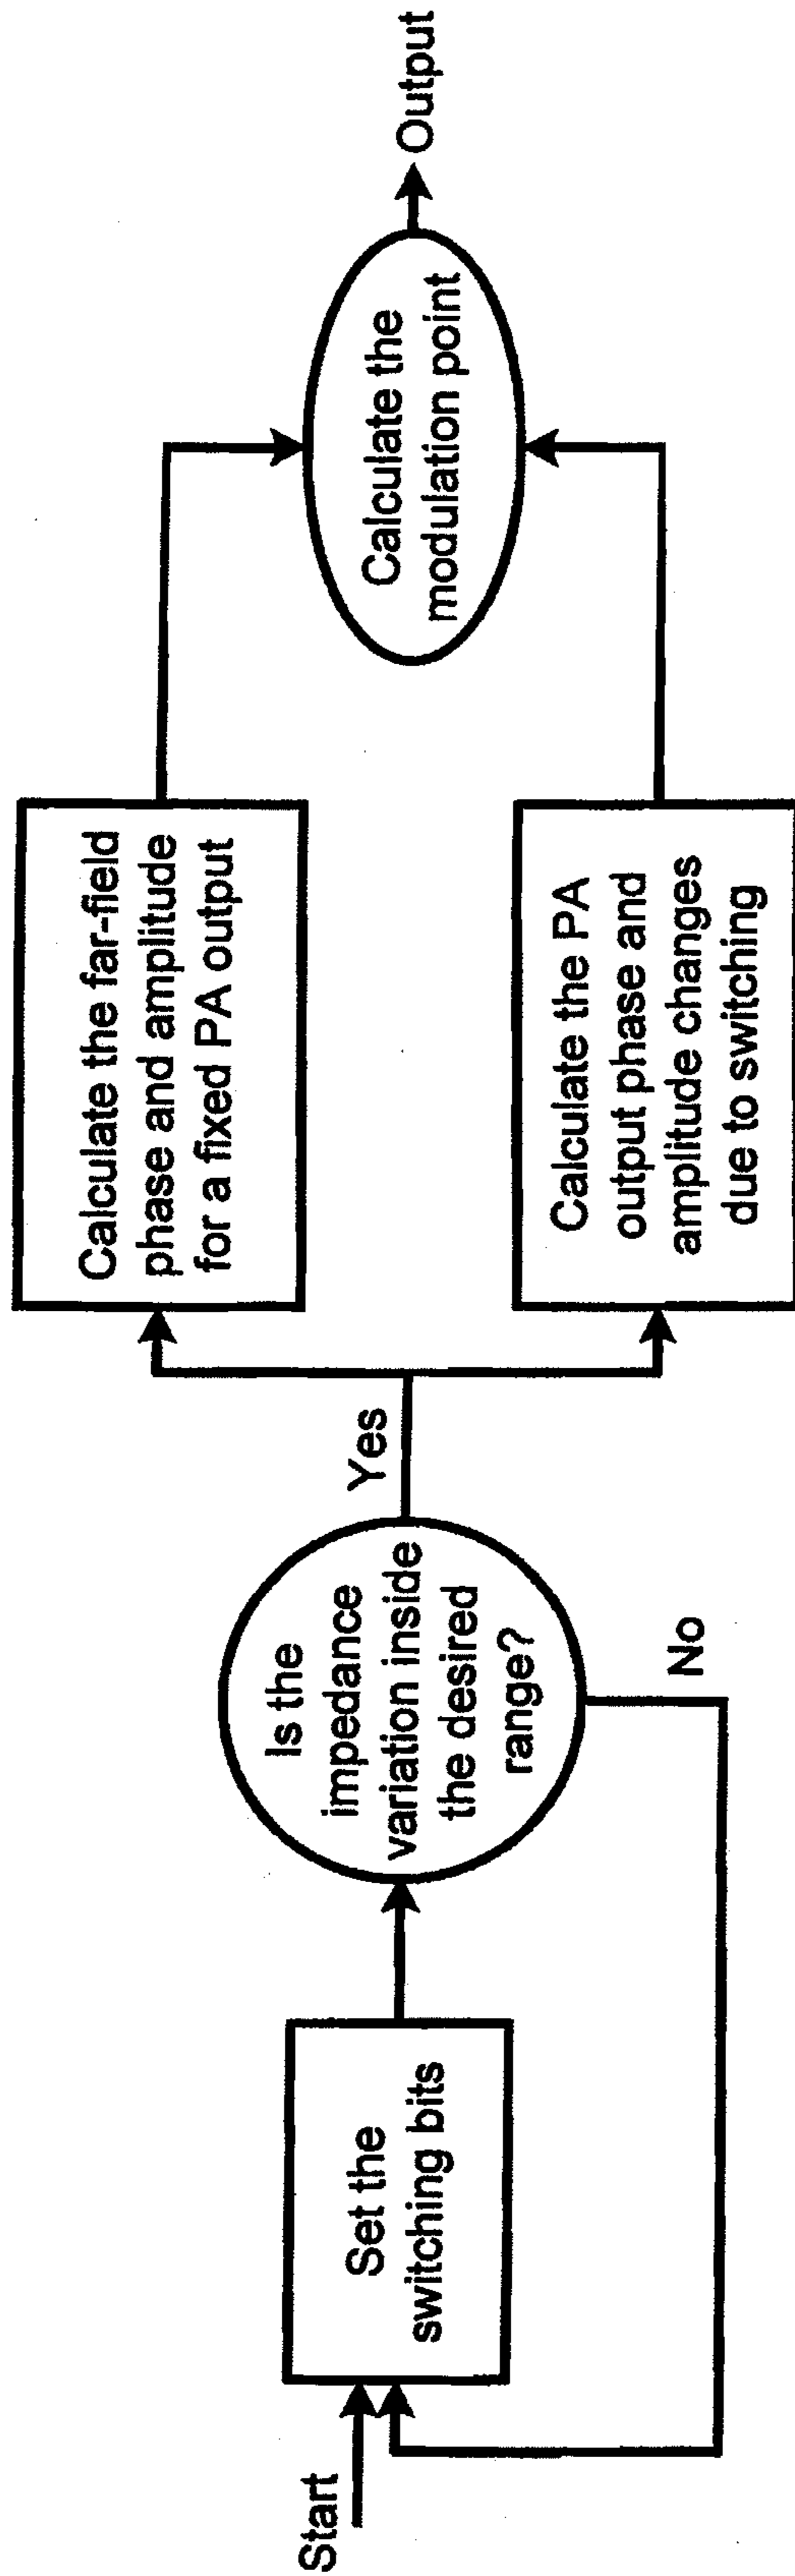 Start
Set the
switching bits
Is the
impedance
variation inside
the desired
range?
Yes
No
Calculate the far-field
phase and amplitude
for a fixed PA output
Calculate the PA
output phase and
amplitude changes
due to switching
Calculate the
modulation point
Output